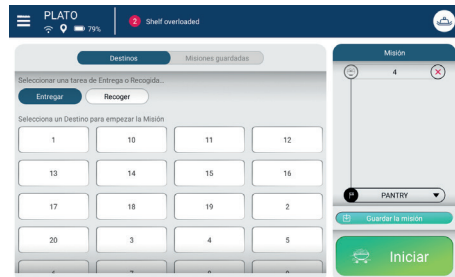 PLATO
79%
2 Shelf overloaded
Destinos
Misiones guardadas
Seleccionar una tarea de Entrega o Recogida...
Entregar
Recoger
Selecciona un Destino para empezar la Misión
1 10 11 12
13 14 15 16
17 18 19 2
20 3 4 5
Misión
4
PANTRY
Guardar la misión
Iniciar